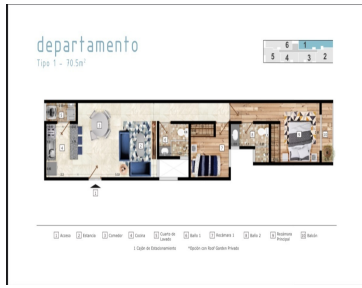 departamento
Tipo 1 - 70.5m²
6 1
5 4 3 2
1
1 Acceso 2 Estancia 3 Comedor 4 Cocina 5 Cuarto de Lavado 6 Baño 1 7 Recámara 1 8 Baño 2 9 Recámara Principal 10 Balcón
1 Cajón de Estacionamiento *Opción con Roof Garden Privado